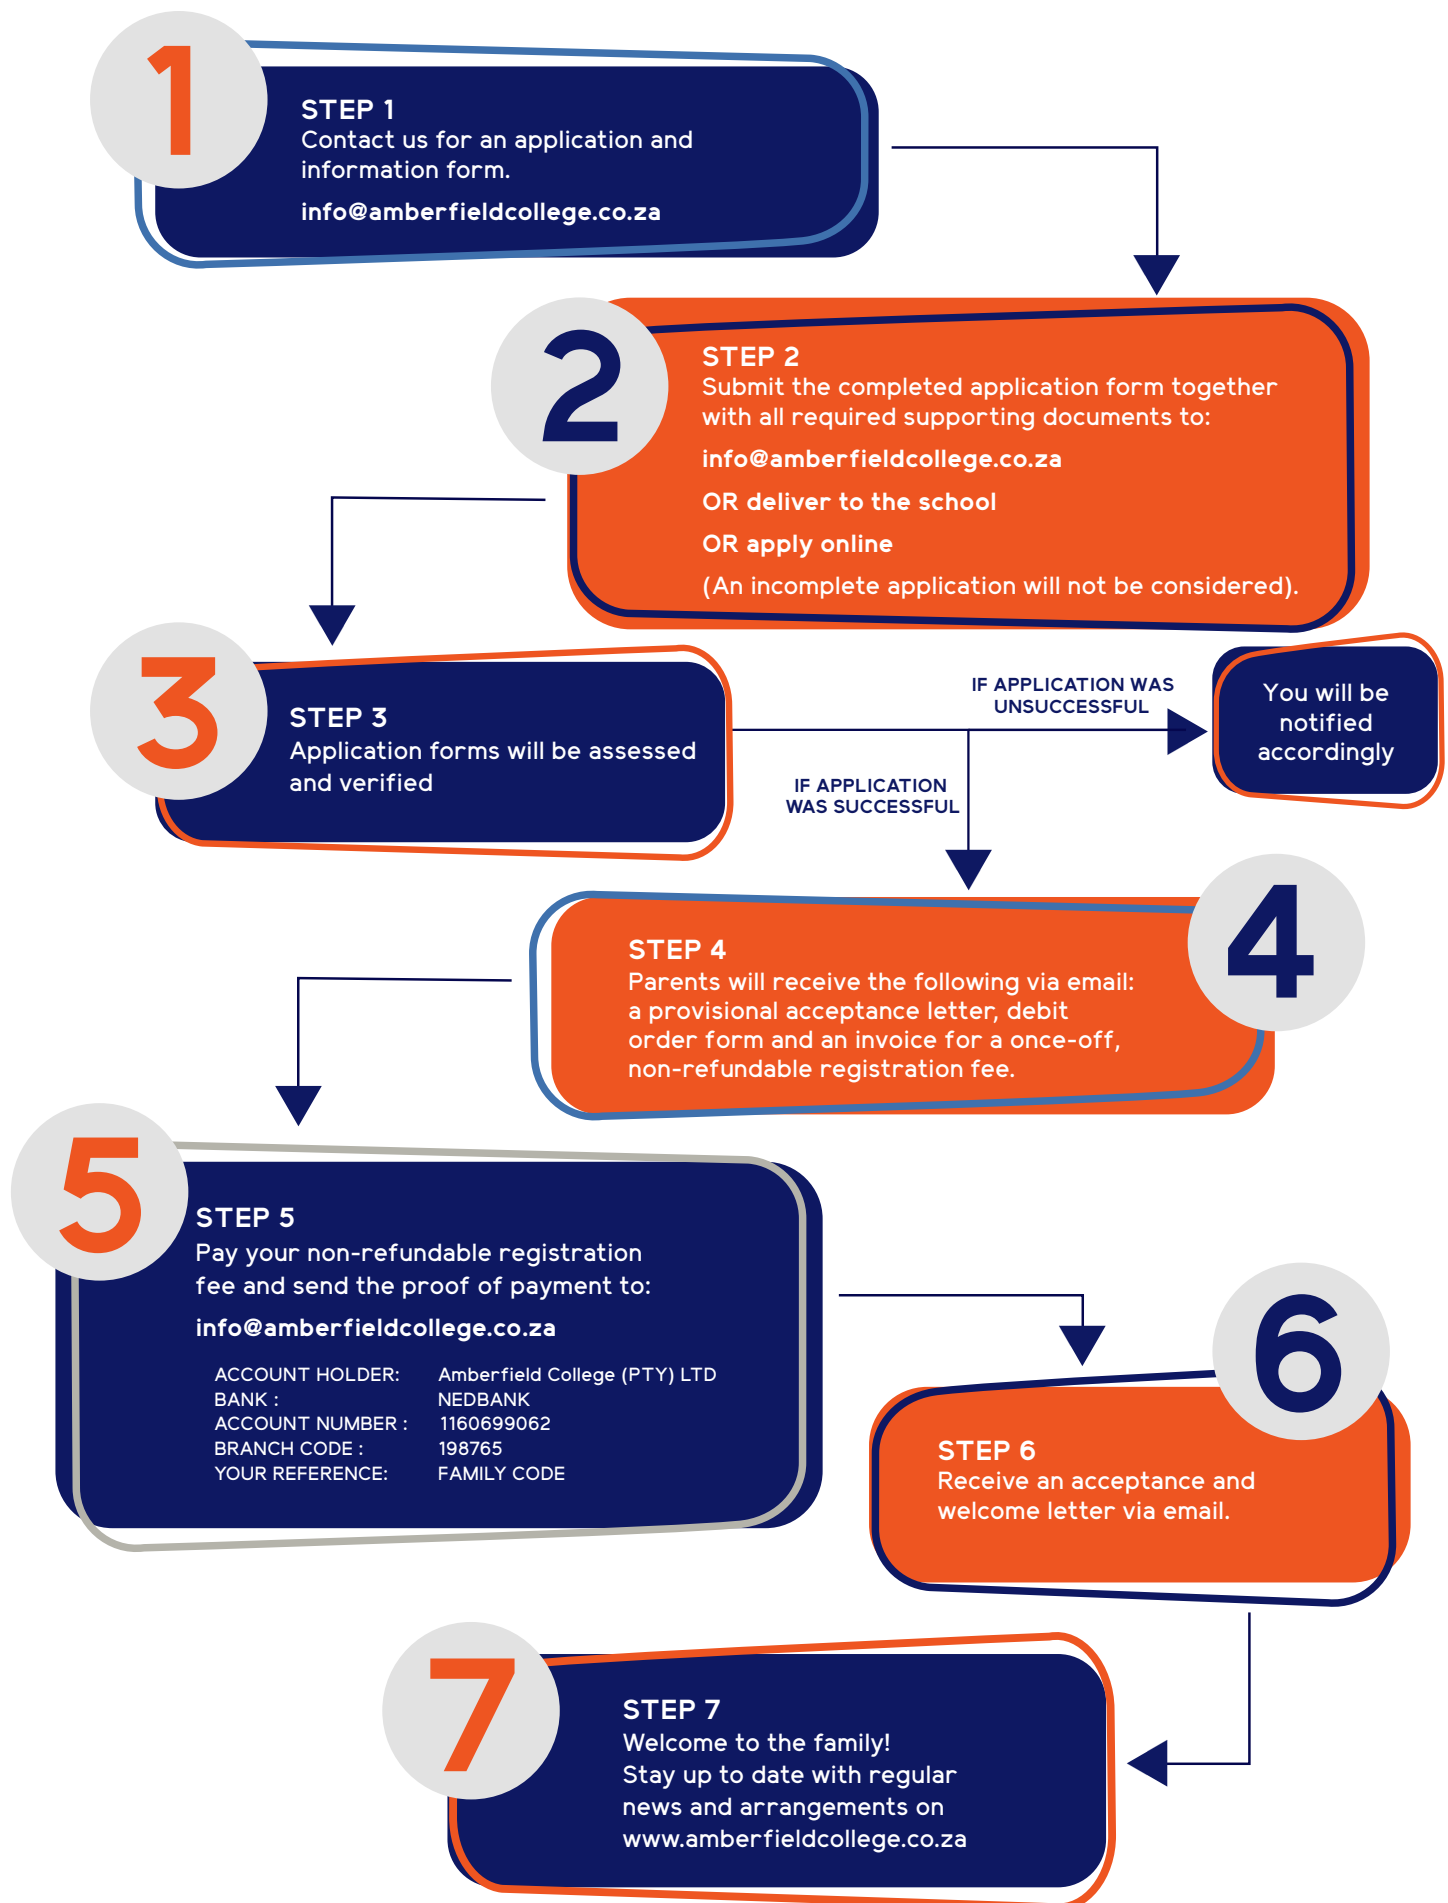 1
STEP 1
Contact us for an application and
information form.
info@amberfieldcollege.co.za
2
STEP 2
Submit the completed application form together
with all required supporting documents to:
info@amberfieldcollege.co.za
OR deliver to the school
OR apply online
(An incomplete application will not be considered).
3
STEP 3
Application forms will be assessed
and verified
IF APPLICATION WAS
UNSUCCESSFUL
You will be
notified
accordingly
IF APPLICATION
WAS SUCCESSFUL
4
STEP 4
Parents will receive the following via email:
a provisional acceptance letter, debit
order form and an invoice for a once-off,
non-refundable registration fee.
5
STEP 5
Pay your non-refundable registration
fee and send the proof of payment to:
info@amberfieldcollege.co.za
ACCOUNT HOLDER: Amberfield College (PTY) LTD
BANK : NEDBANK
ACCOUNT NUMBER : 1160699062
BRANCH CODE : 198765
YOUR REFERENCE: FAMILY CODE
6
STEP 6
Receive an acceptance and
welcome letter via email.
7
STEP 7
Welcome to the family!
Stay up to date with regular
news and arrangements on
www.amberfieldcollege.co.za